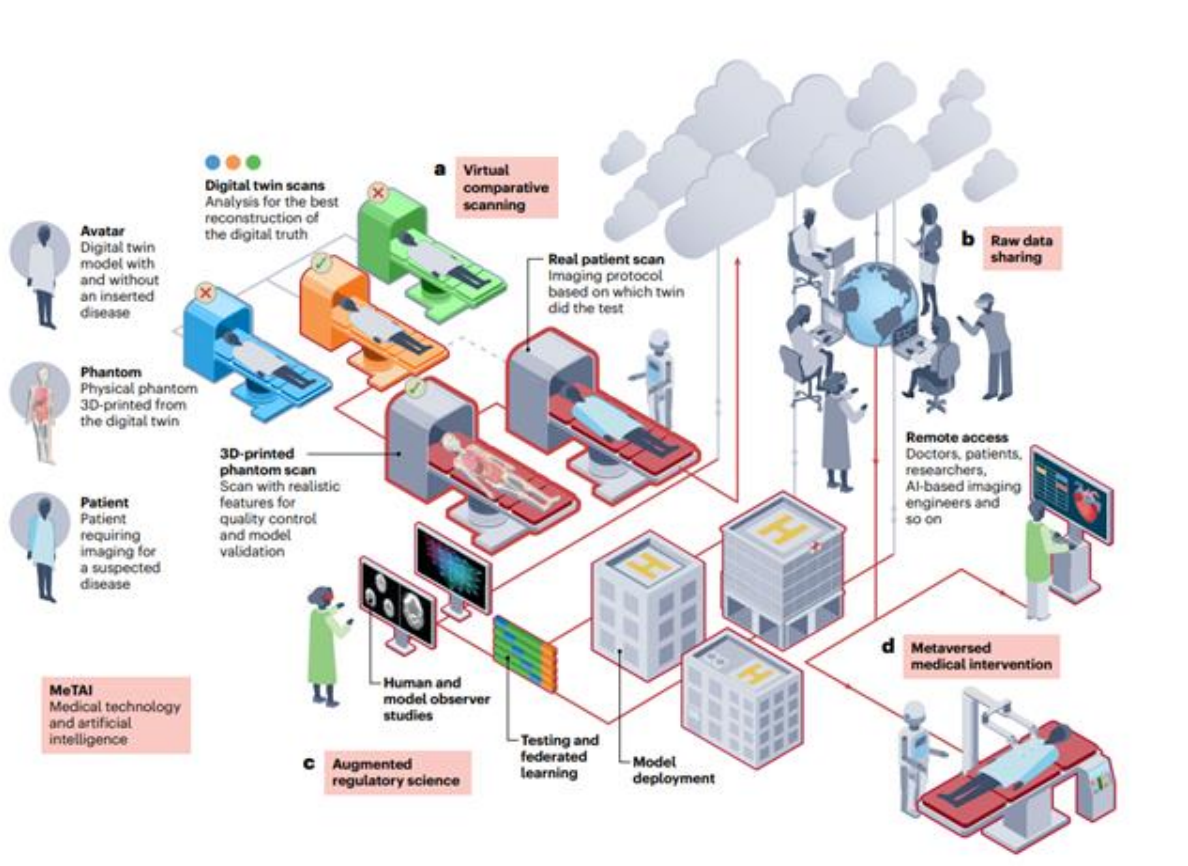 Digital twin scans
Analysis for the best
reconstruction of
the digital truth
a
Virtual
comparative
scanning
Avatar
Digital twin
model with
and without
an inserted
disease
Real patient scan
Imaging protocol
based on which twin
did the test
b
Raw data
sharing
Phantom
Physical phantom
3D-printed from
the digital twin
3D-printed
phantom scan
Scan with realistic
features for
quality control
and model
validation
Remote access
Doctors, patients,
researchers,
AI-based imaging
engineers and
so on
Patient
Patient
requiring
imaging for
a suspected
disease
H
H
H
d
Metaversed
medical intervention
MeTAI
Medical technology
and artificial
intelligence
Human and
model observer
studies
Testing and
federated
learning
Model
deployment
c
Augmented
regulatory science